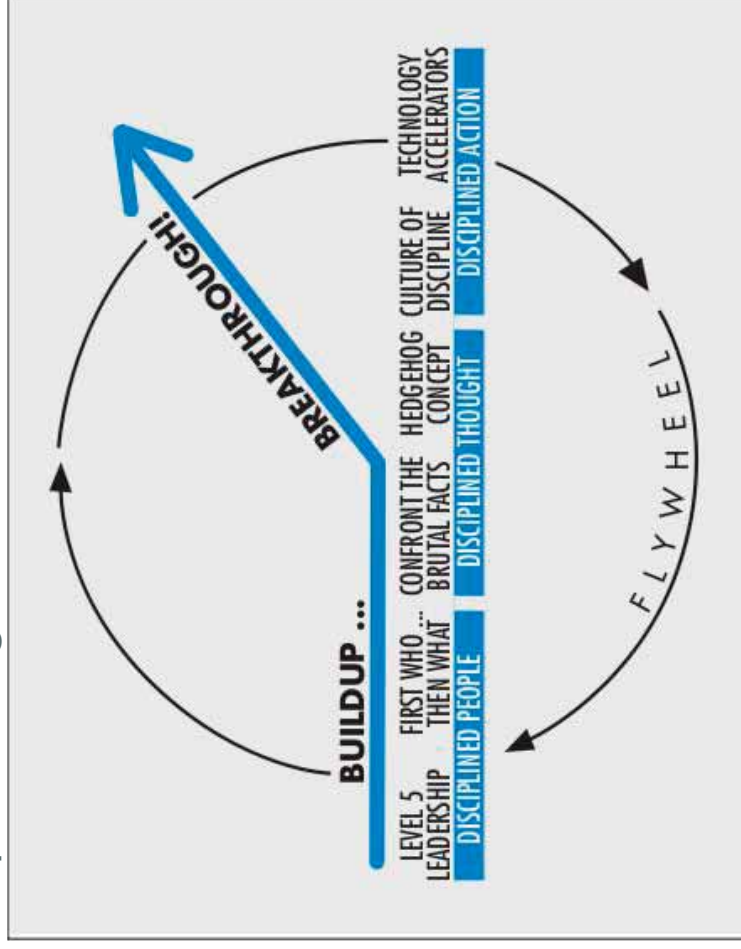 BREAKTHROUGH!
BUILDUP ...
LEVEL 5
LEADERSHIP
FIRST WHO ...
THEN WHAT
CONFRONT THE
BRUTAL FACTS
HEDGEHOG
CONCEPT
CULTURE OF
DISCIPLINE
TECHNOLOGY
ACCELERATORS
DISCIPLINED PEOPLE
DISCIPLINED THOUGHT
DISCIPLINED ACTION
FLYWHEEL